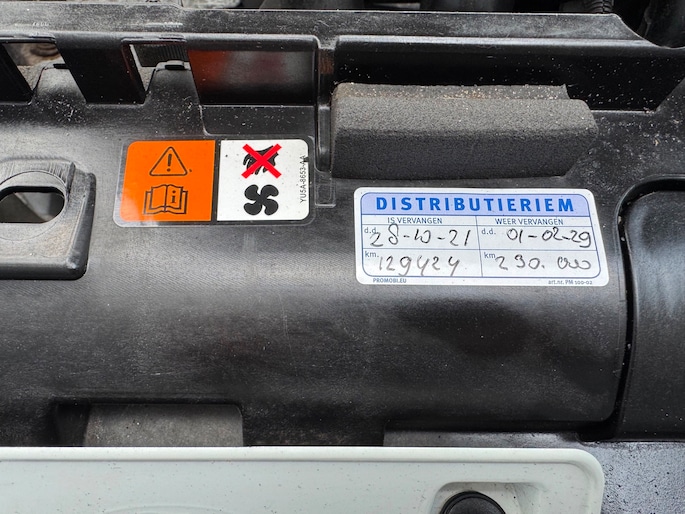 YU5A-8653-AA
DISTRIBUTIERIEM
IS VERVANGEN WEER VERVANGEN
d.d. 28-10-21 d.d. 01-02-29
km. 129424 km 230.000
PROMOBI.EU art.nr. PM 100-02